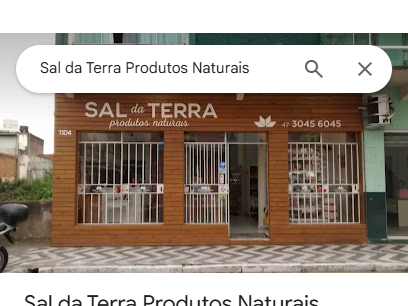 Sal da Terra Produtos Naturais
SAL da TERRA
produtos naturais
47 3045 6045
1104
Sal da Terra Produtos Naturais